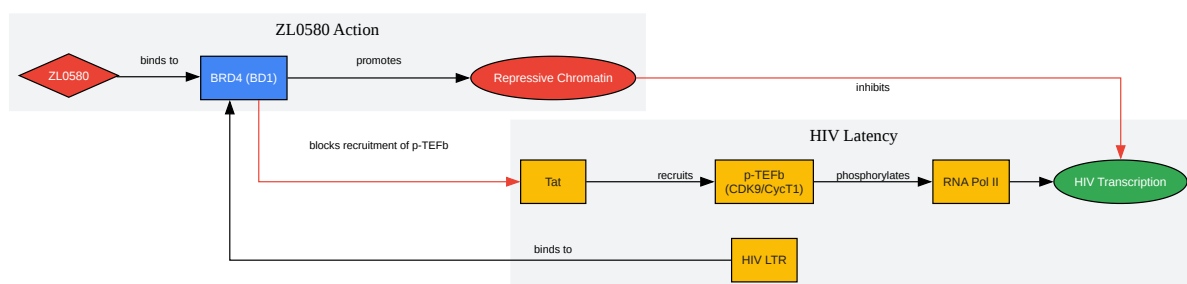 ZL0580 Action
binds to
promotes
ZL0580
BRD4 (BD1)
Repressive Chromatin
inhibits
blocks recruitment of p-TEFb
HIV Latency
Tat
recruits
p-TEFb
(CDK9/CycT1)
phosphorylates
RNA Pol II
HIV Transcription
binds to
HIV LTR